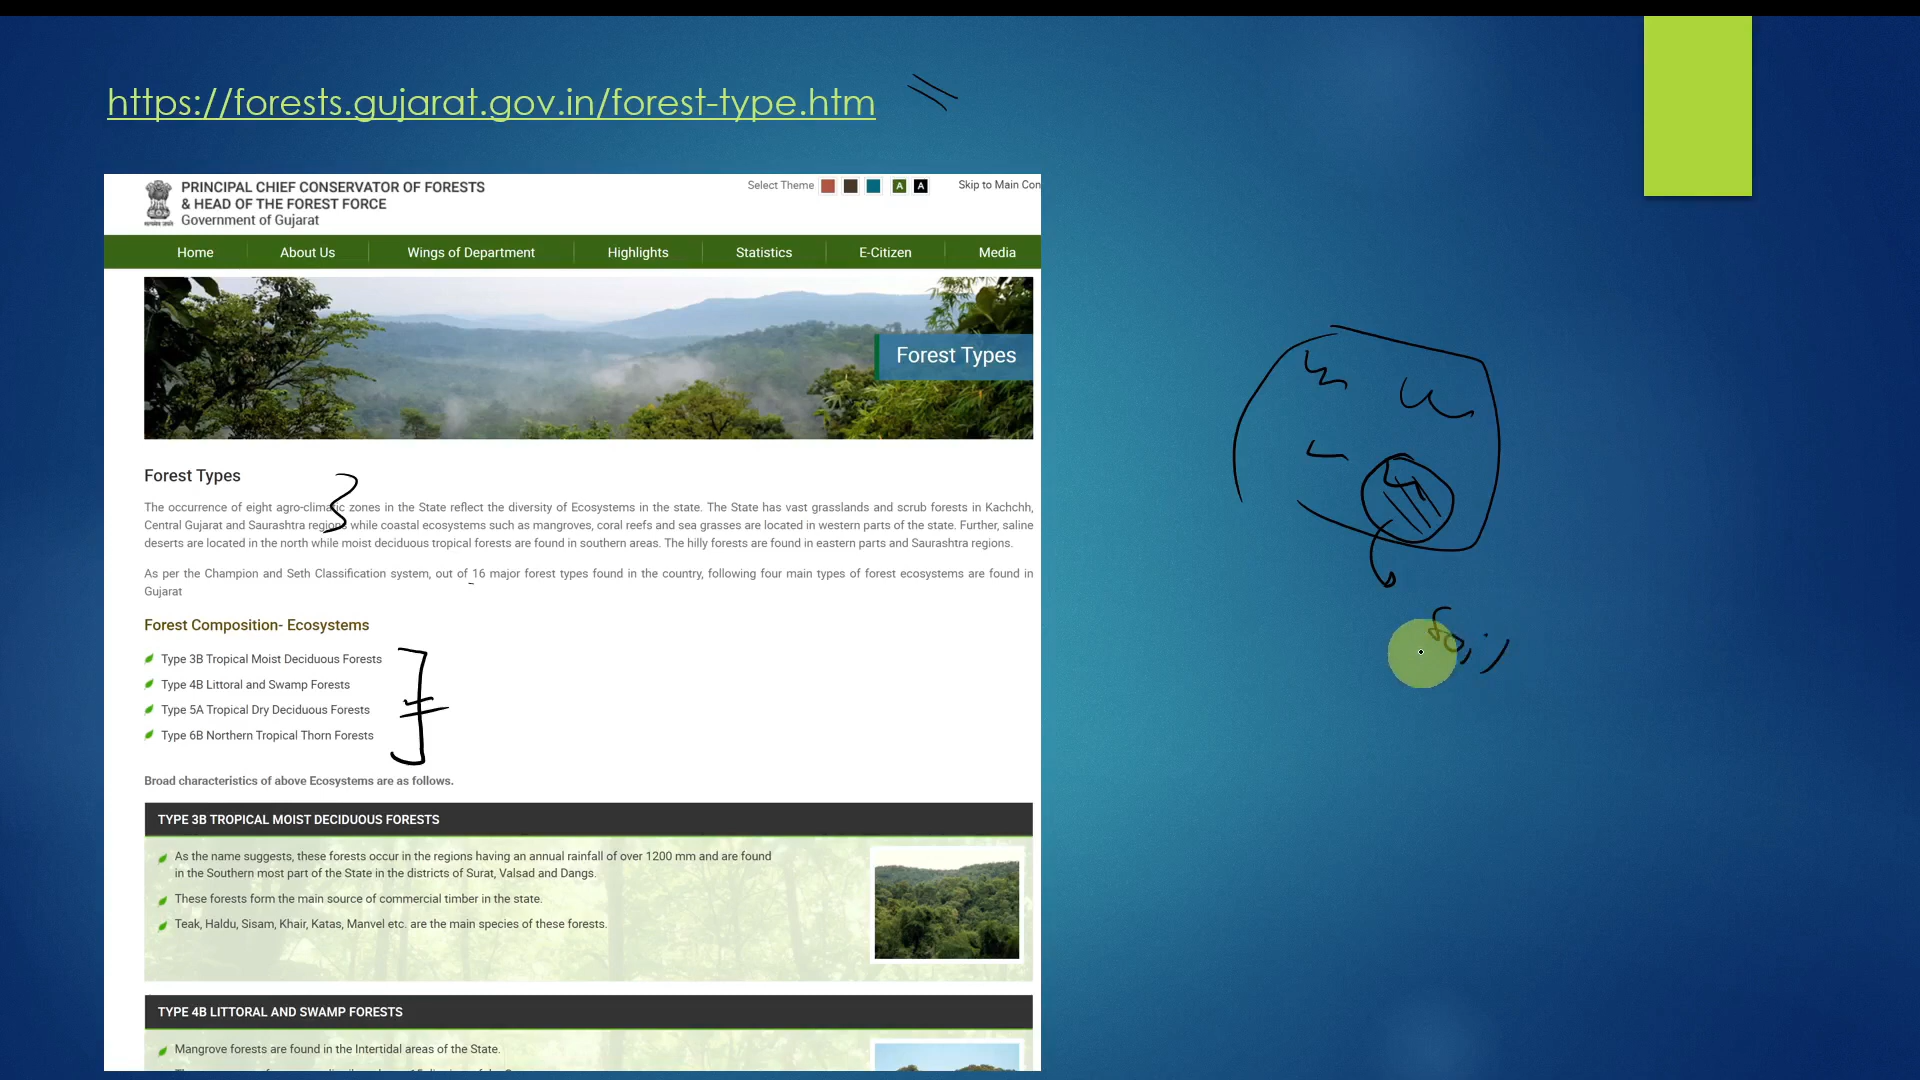 https://forests.gujarat.gov.in/forest-type.htm
PRINCIPAL CHIEF CONSERVATOR OF FORESTS
& HEAD OF THE FOREST FORCE
Government of Gujarat
Select Theme A A Skip to Main Con
Home About Us Wings of Department Highlights Statistics E-Citizen Media
Forest Types
Forest Types
The occurrence of eight agro-climatic zones in the State reflect the diversity of Ecosystems in the state. The State has vast grasslands and scrub forests in Kachchh,
Central Gujarat and Saurashtra regions while coastal ecosystems such as mangroves, coral reefs and sea grasses are located in western parts of the state. Further, saline
deserts are located in the north while moist deciduous tropical forests are found in southern areas. The hilly forests are found in eastern parts and Saurashtra regions.
As per the Champion and Seth Classification system, out of 16 major forest types found in the country, following four main types of forest ecosystems are found in
Gujarat
Forest Composition- Ecosystems
Type 3B Tropical Moist Deciduous Forests
Type 4B Littoral and Swamp Forests
Type 5A Tropical Dry Deciduous Forests
Type 6B Northern Tropical Thorn Forests
Broad characteristics of above Ecosystems are as follows.
TYPE 3B TROPICAL MOIST DECIDUOUS FORESTS
As the name suggests, these forests occur in the regions having an annual rainfall of over 1200 mm and are found
in the Southern most part of the State in the districts of Surat, Valsad and Dangs.
These forests form the main source of commercial timber in the state.
Teak, Haldu, Sisam, Khair, Katas, Manvel etc. are the main species of these forests.
TYPE 4B LITTORAL AND SWAMP FORESTS
Mangrove forests are found in the Intertidal areas of the State.